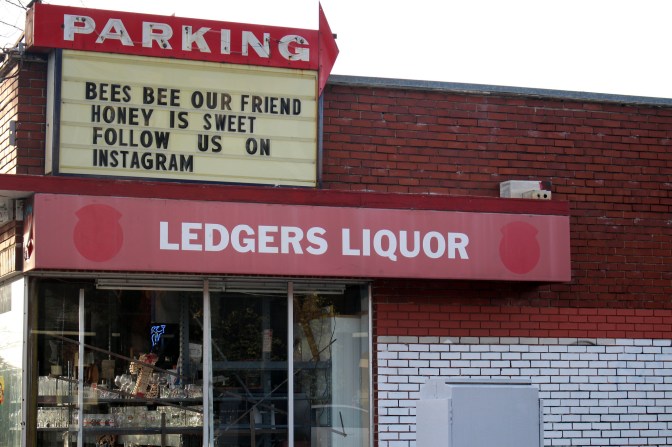 PARKING
BEES BEE OUR FRIEND
HONEY IS SWEET
FOLLOW US ON
INSTAGRAM
LEDGERS LIQUOR